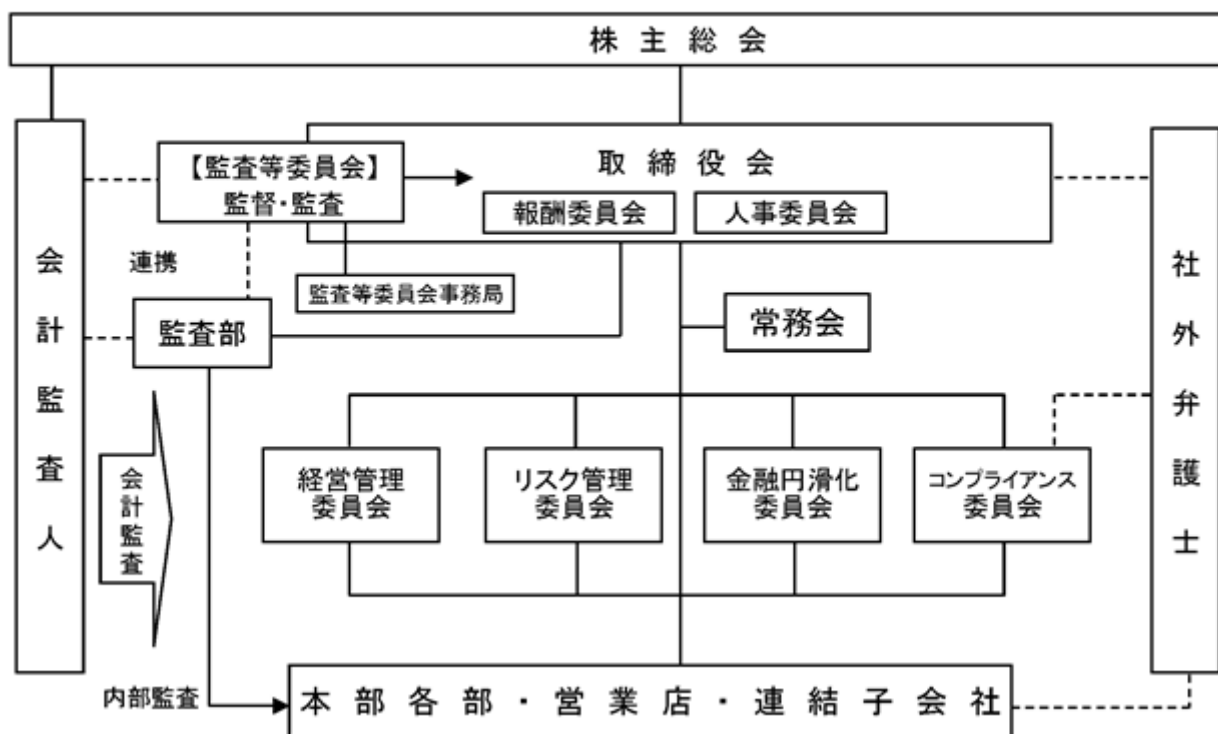 株主総会
【監査等委員会】
監督・監査
取締役会
報酬委員会
人事委員会
会計監査人
連携
監査等委員会事務局
監査部
常務会
社外弁護士
会計監査
経営管理
委員会
リスク管理
委員会
金融円滑化
委員会
コンプライアンス
委員会
内部監査
本部各部・営業店・連結子会社